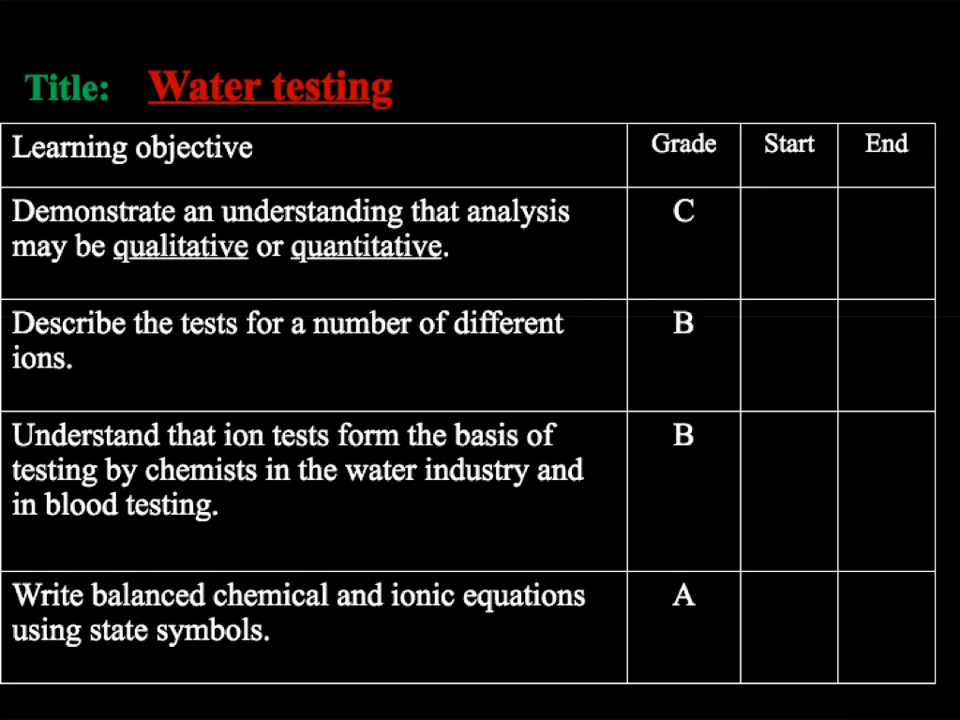 Title: Water testing
Learning objective Grade Start End
Demonstrate an understanding that analysis C
may be qualitative or quantitative.
Describe the tests for a number of different B
ions.
Understand that ion tests form the basis of B
testing by chemists in the water industry and
in blood testing.
Write balanced chemical and ionic equations A
using state symbols.